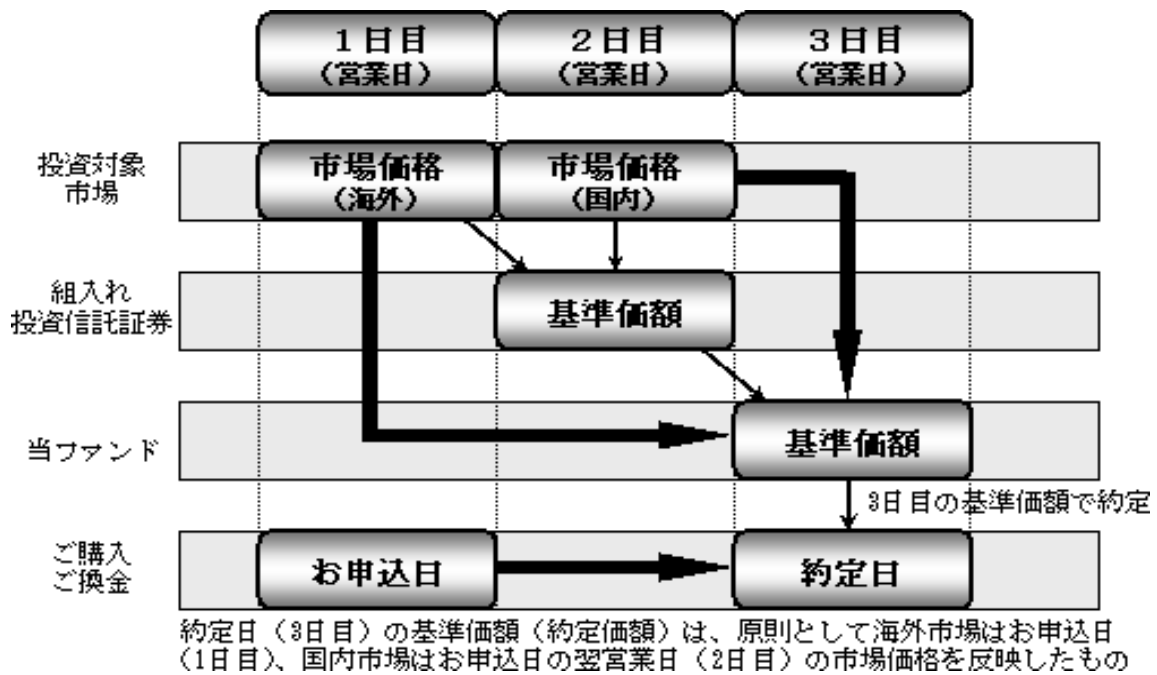 1日目
(営業日)
2日目
(営業日)
3日目
(営業日)
投資対象
市場
市場価格
(海外)
市場価格
(国内)
組入れ
投資信託証券
基準価額
当ファンド
基準価額
3日目の基準価額で約定
ご購入
ご換金
お申込日
約定日
約定日(3日目)の基準価額(約定価額)は、原則として海外市場はお申込日
(1日目)、国内市場はお申込日の翌営業日(2日目)の市場価格を反映したもの